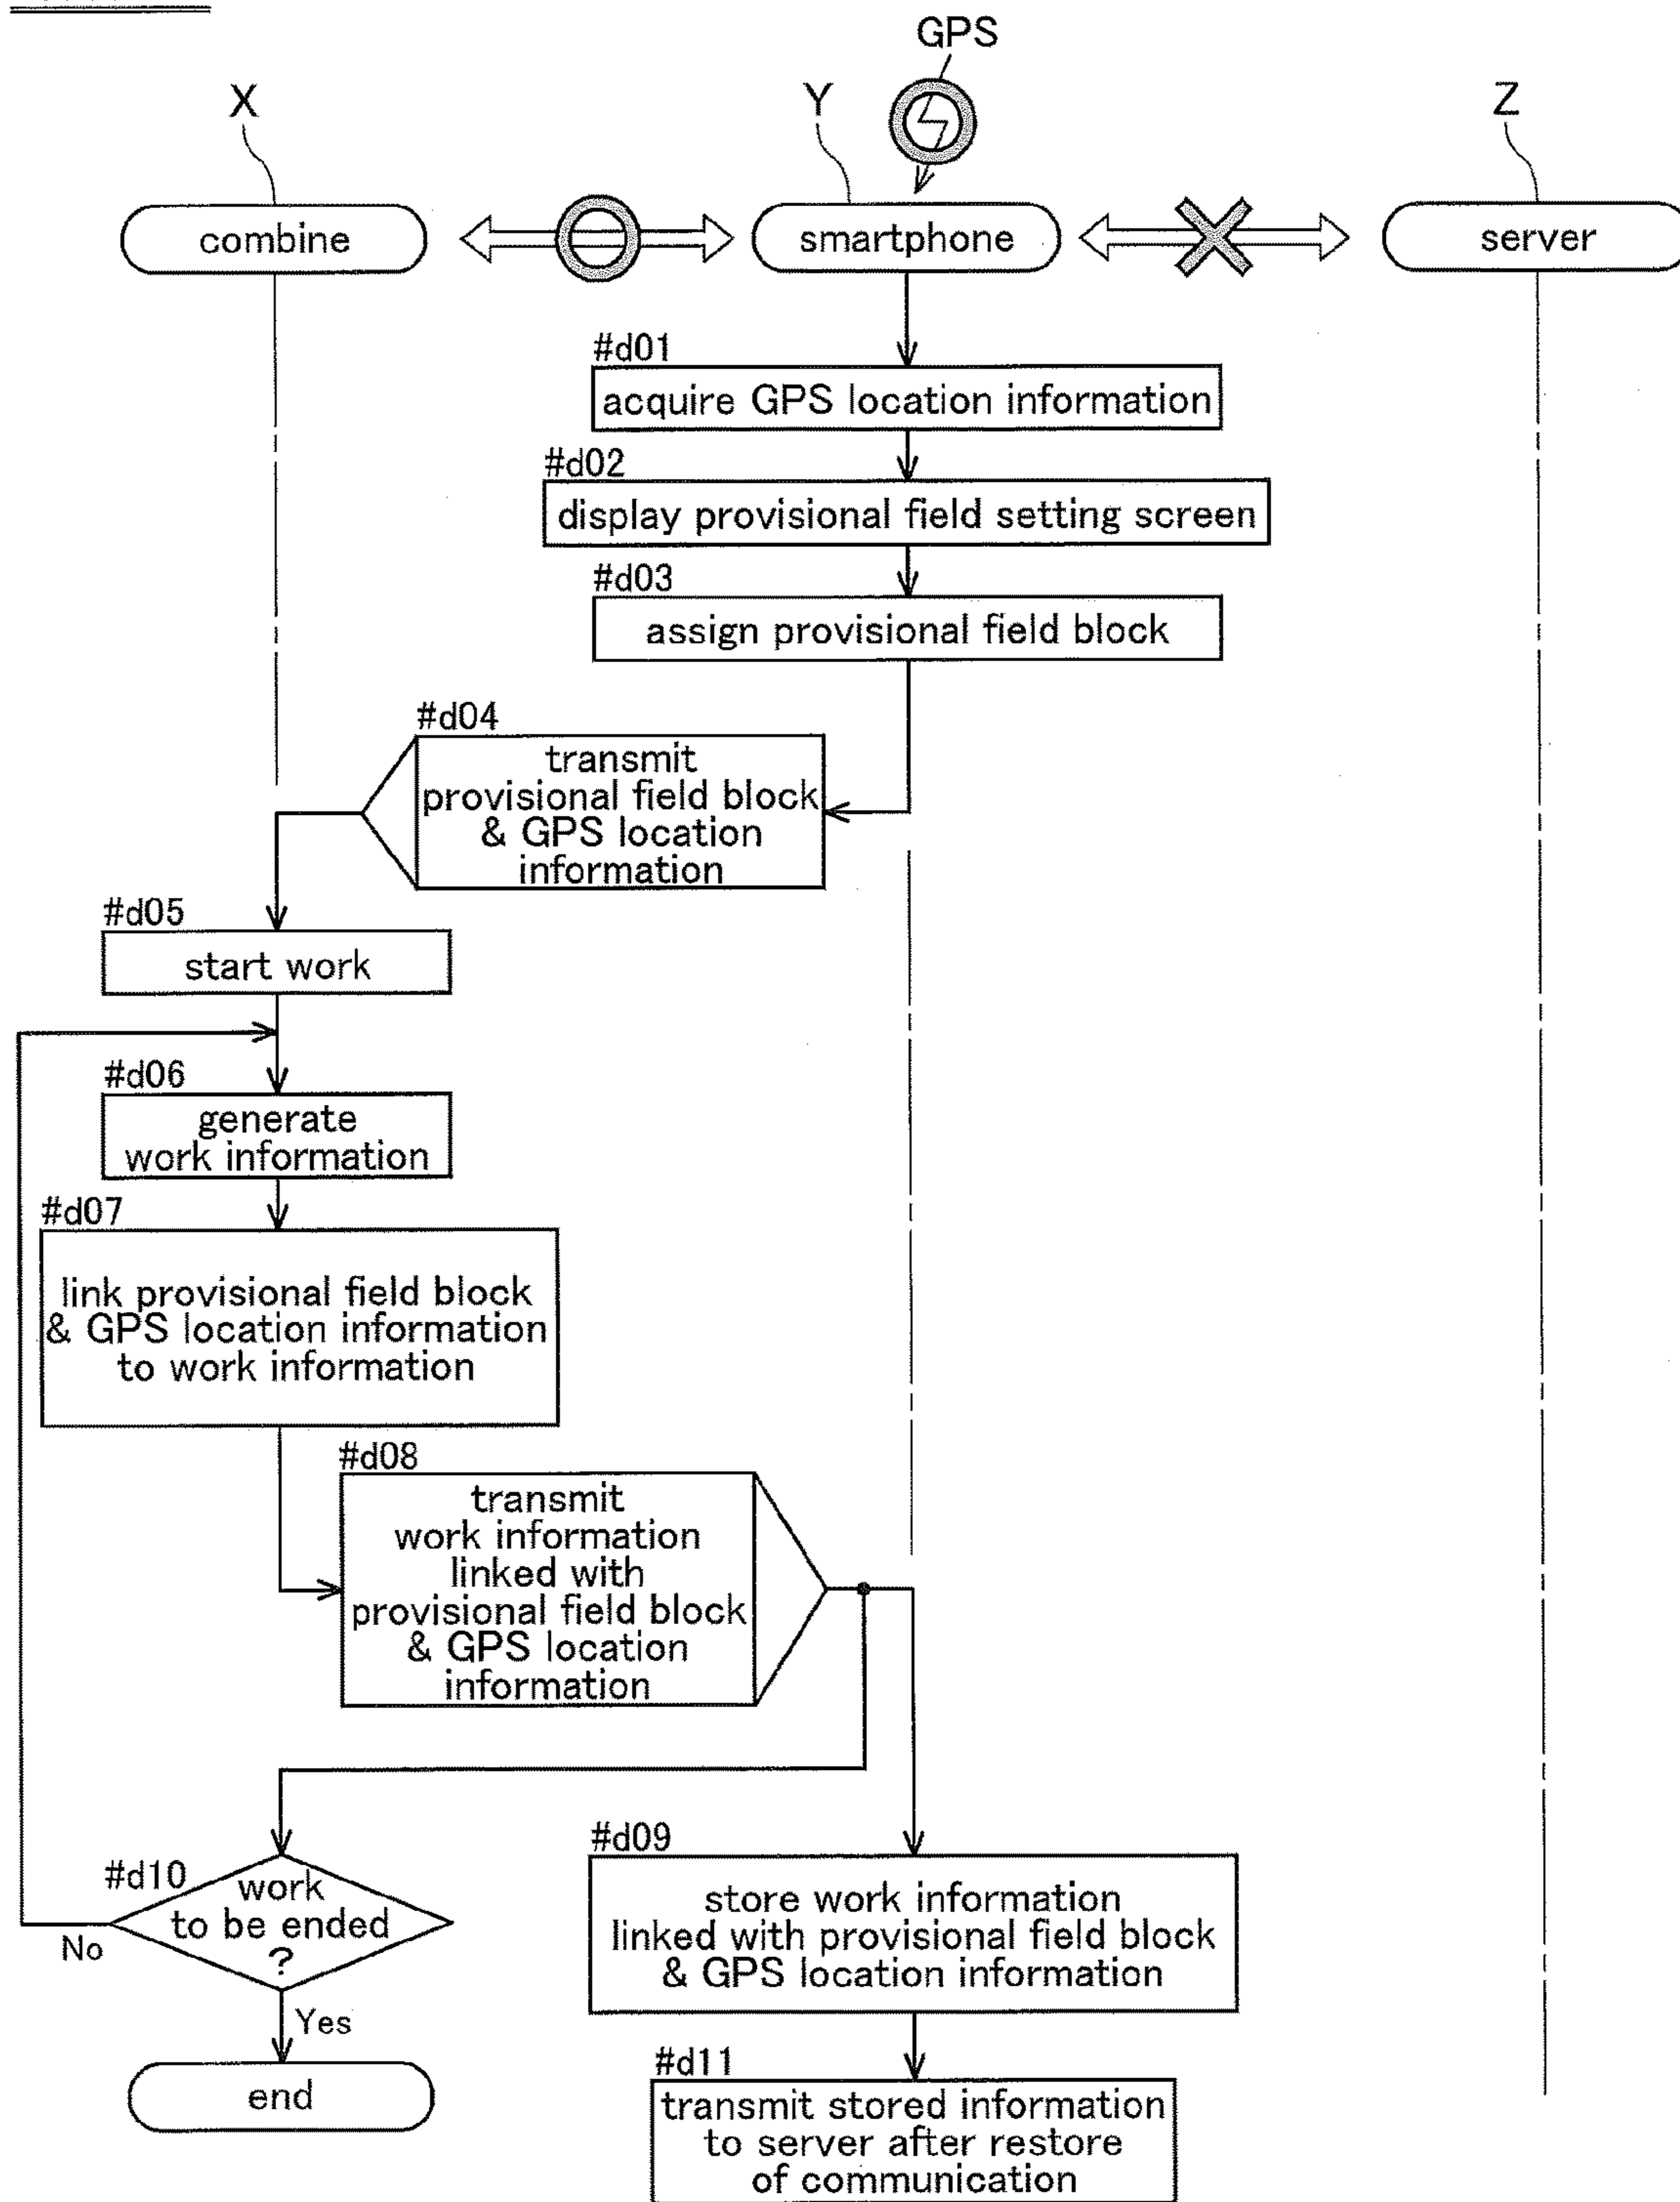 GPS
X
Y
Z
combine
smartphone
server
#d01
acquire GPS location information
#d02
display provisional field setting screen
#d03
assign provisional field block
#d04
transmit
provisional field block
& GPS location
information
#d05
start work
#d06
generate
work information
#d07
link provisional field block
& GPS location information
to work information
#d08
transmit
work information
linked with
provisional field block
& GPS location
information
#d09
store work information
linked with provisional field block
& GPS location information
#d10
work
to be ended
?
No
Yes
end
#d11
transmit stored information
to server after restore
of communication